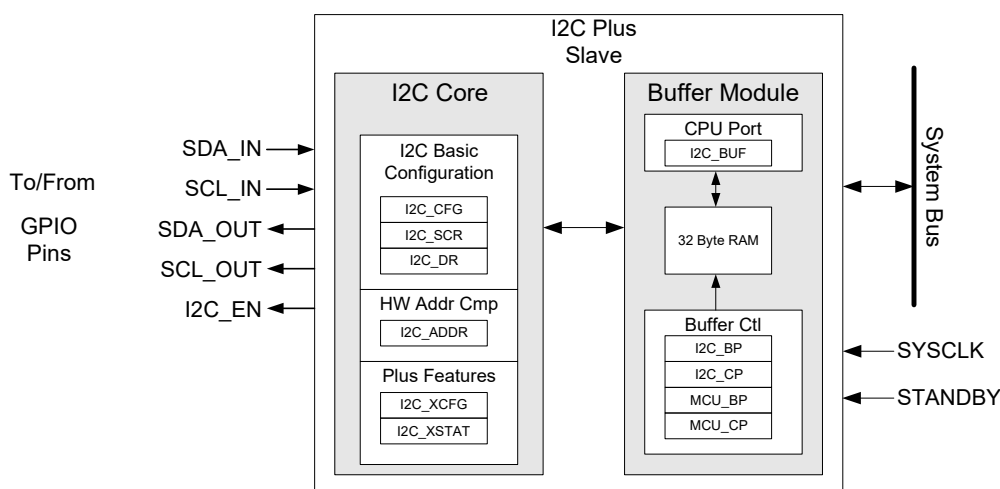 I2C Plus
Slave
I2C Core
Buffer Module
I2C Basic
Configuration
I2C_CFG
I2C_SCR
I2C_DR
HW Addr Cmp
I2C_ADDR
Plus Features
I2C_XCFG
I2C_XSTAT
CPU Port
I2C_BUF
32 Byte RAM
Buffer Ctl
I2C_BP
I2C_CP
MCU_BP
MCU_CP
To/From
GPIO
Pins
SDA_IN
SCL_IN
SDA_OUT
SCL_OUT
I2C_EN
System Bus
SYSCLK
STANDBY